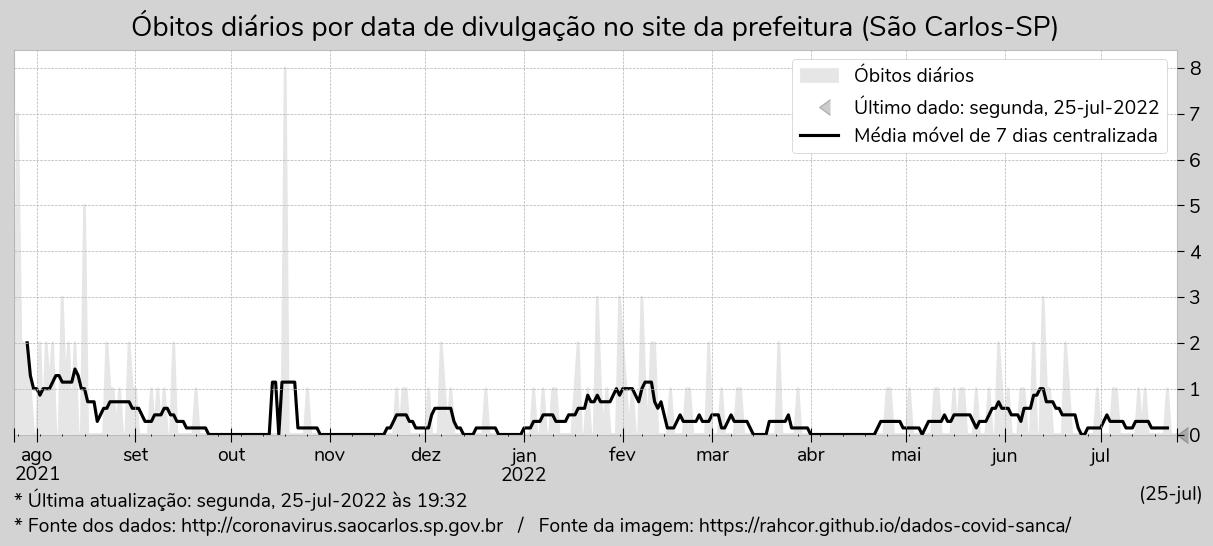 Óbitos diários por data de divulgação no site da prefeitura (São Carlos-SP)
Óbitos diários
Último dado: segunda, 25-jul-2022
Média móvel de 7 dias centralizada
8
7
6
5
4
3
2
1
0
ago set out nov dez jan fev mar abr mai jun jul
2021 2022
(25-jul)
* Última atualização: segunda, 25-jul-2022 às 19:32
* Fonte dos dados: http://coronavirus.saocarlos.sp.gov.br / Fonte da imagem: https://rahcor.github.io/dados-covid-sanca/